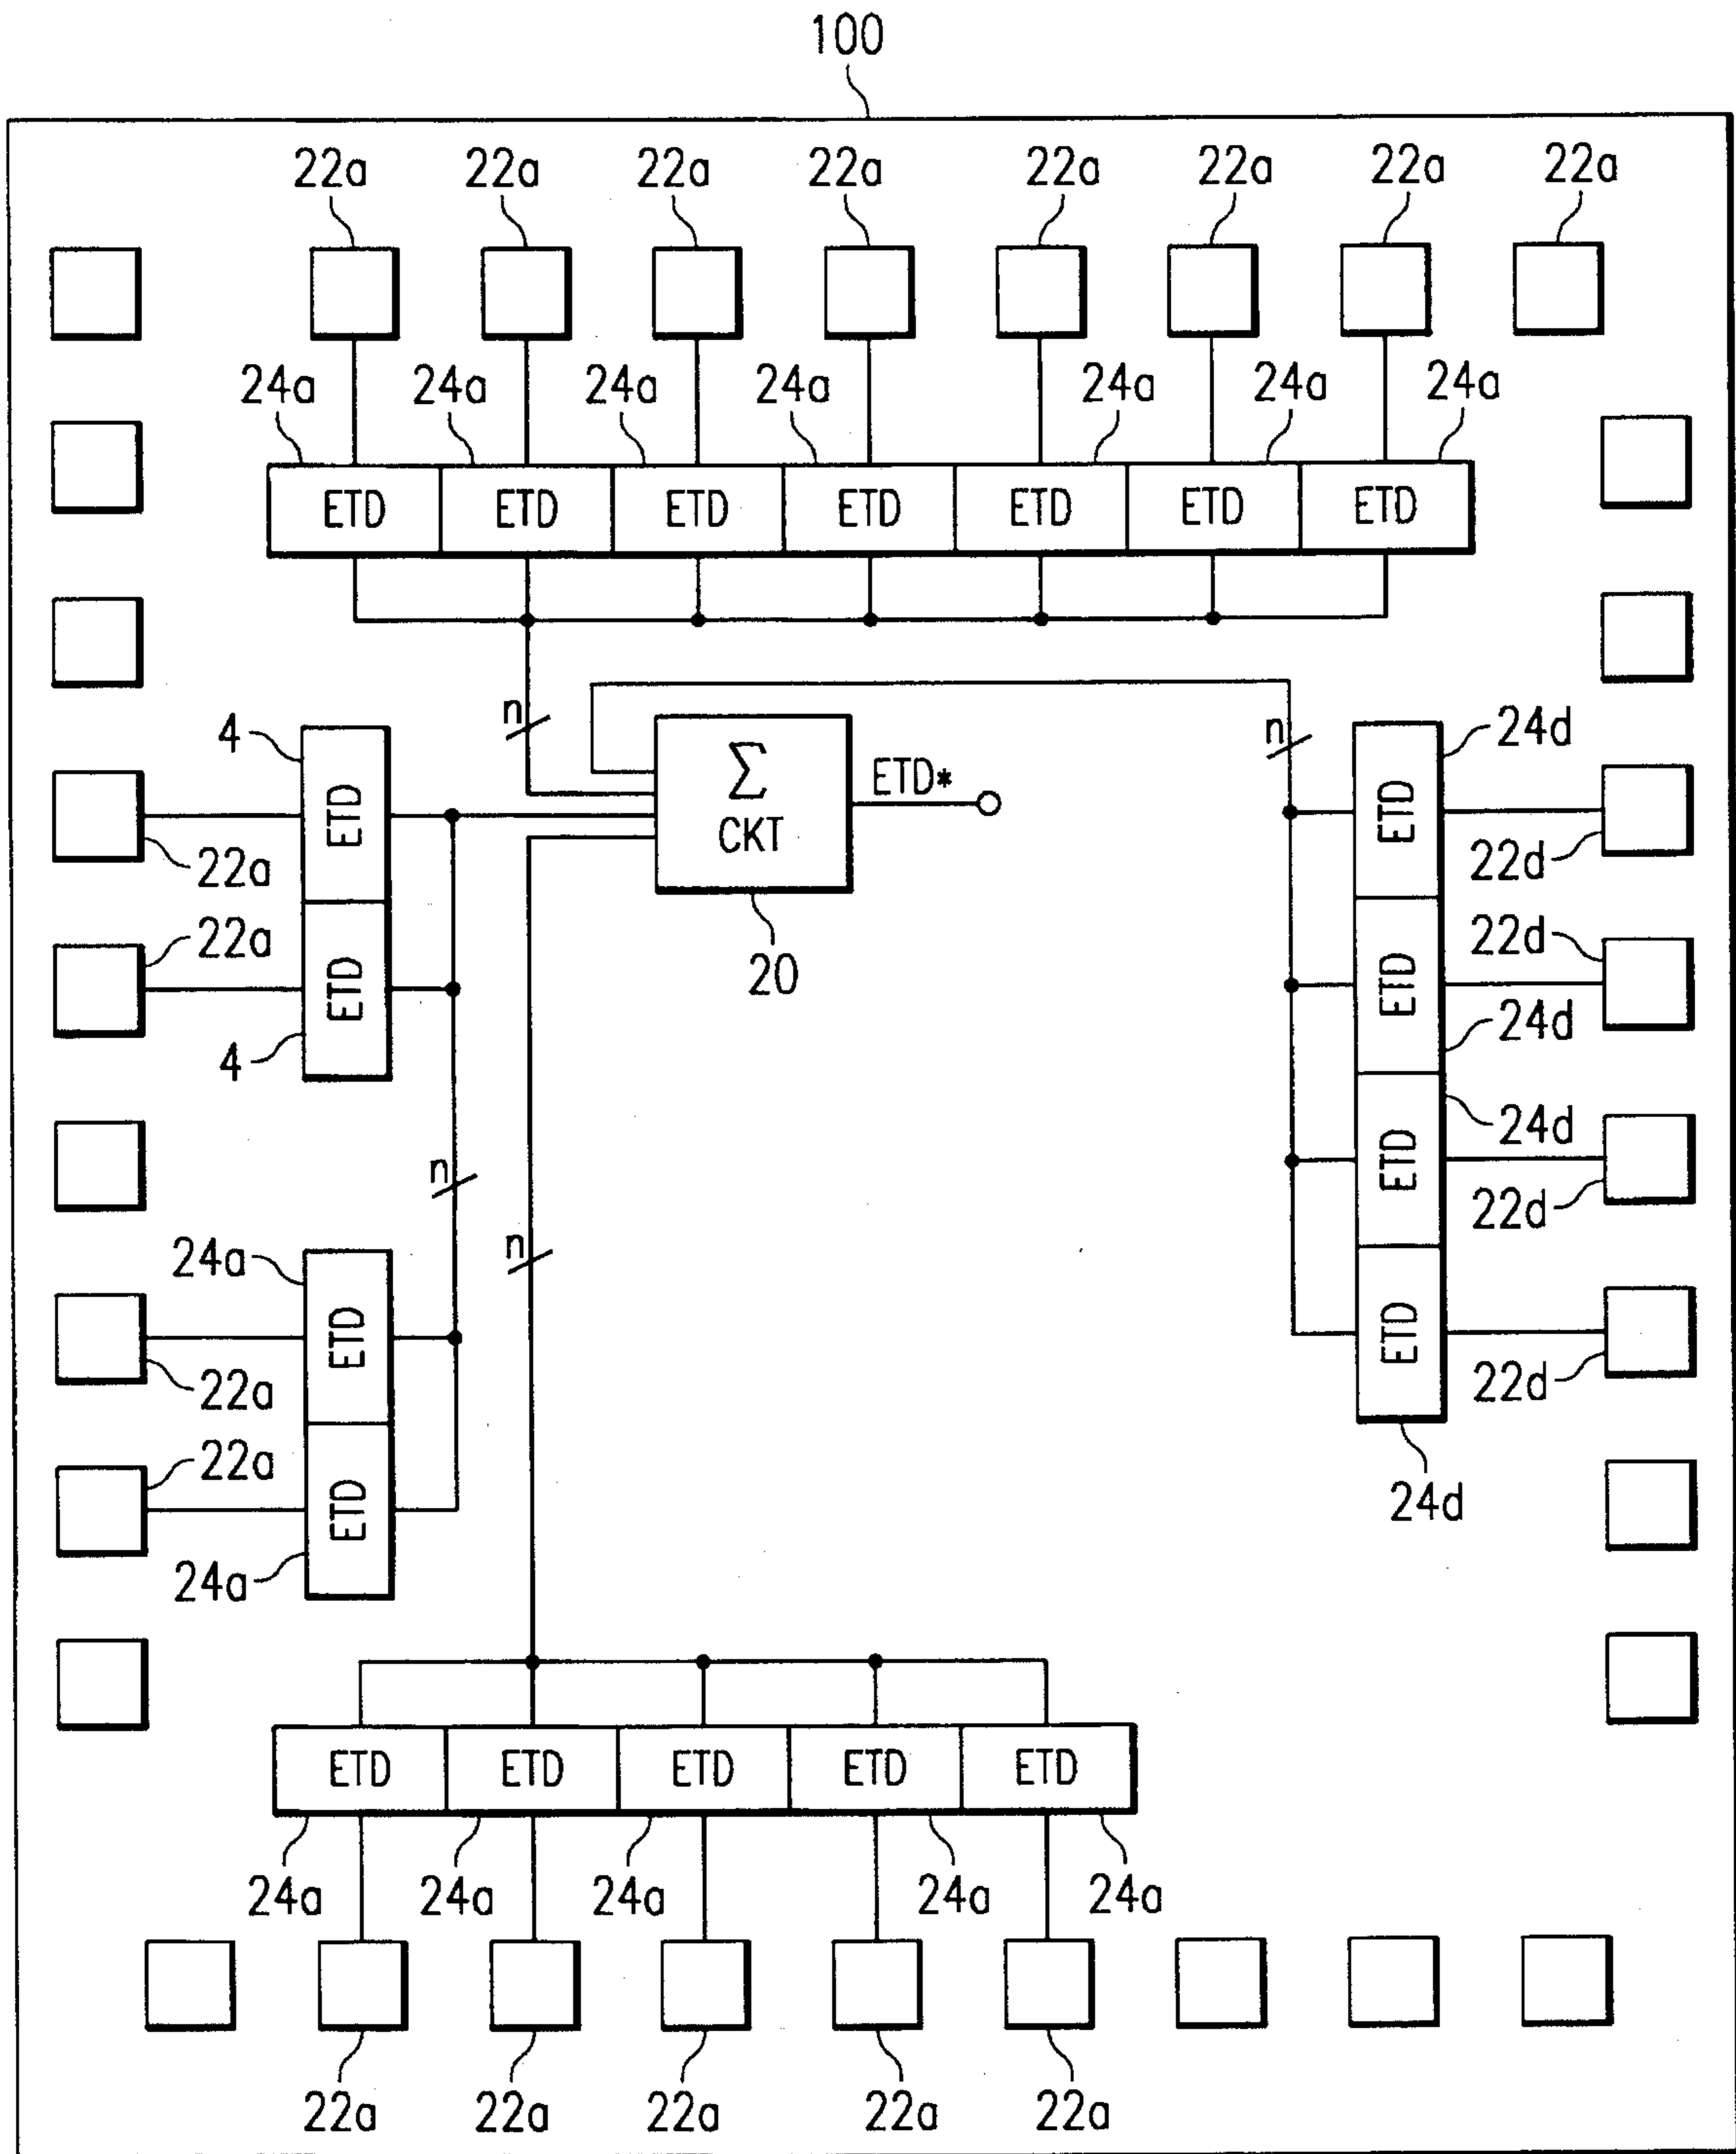 100
22a 22a 22a 22a 22a 22a 22a 22a
24a 24a 24a 24a 24a 24a 24a
ETD ETD ETD ETD ETD ETD ETD
n
n
4
ETD
22a
22a
ETD
4
Σ
CKT
ETD*
20
24d
ETD
22d
22d
ETD
24d
24d
ETD
22d
ETD
22d
24d
n
n
24a
ETD
22a
22a
ETD
24a
ETD ETD ETD ETD ETD
24a 24a 24a 24a 24a
22a 22a 22a 22a 22a